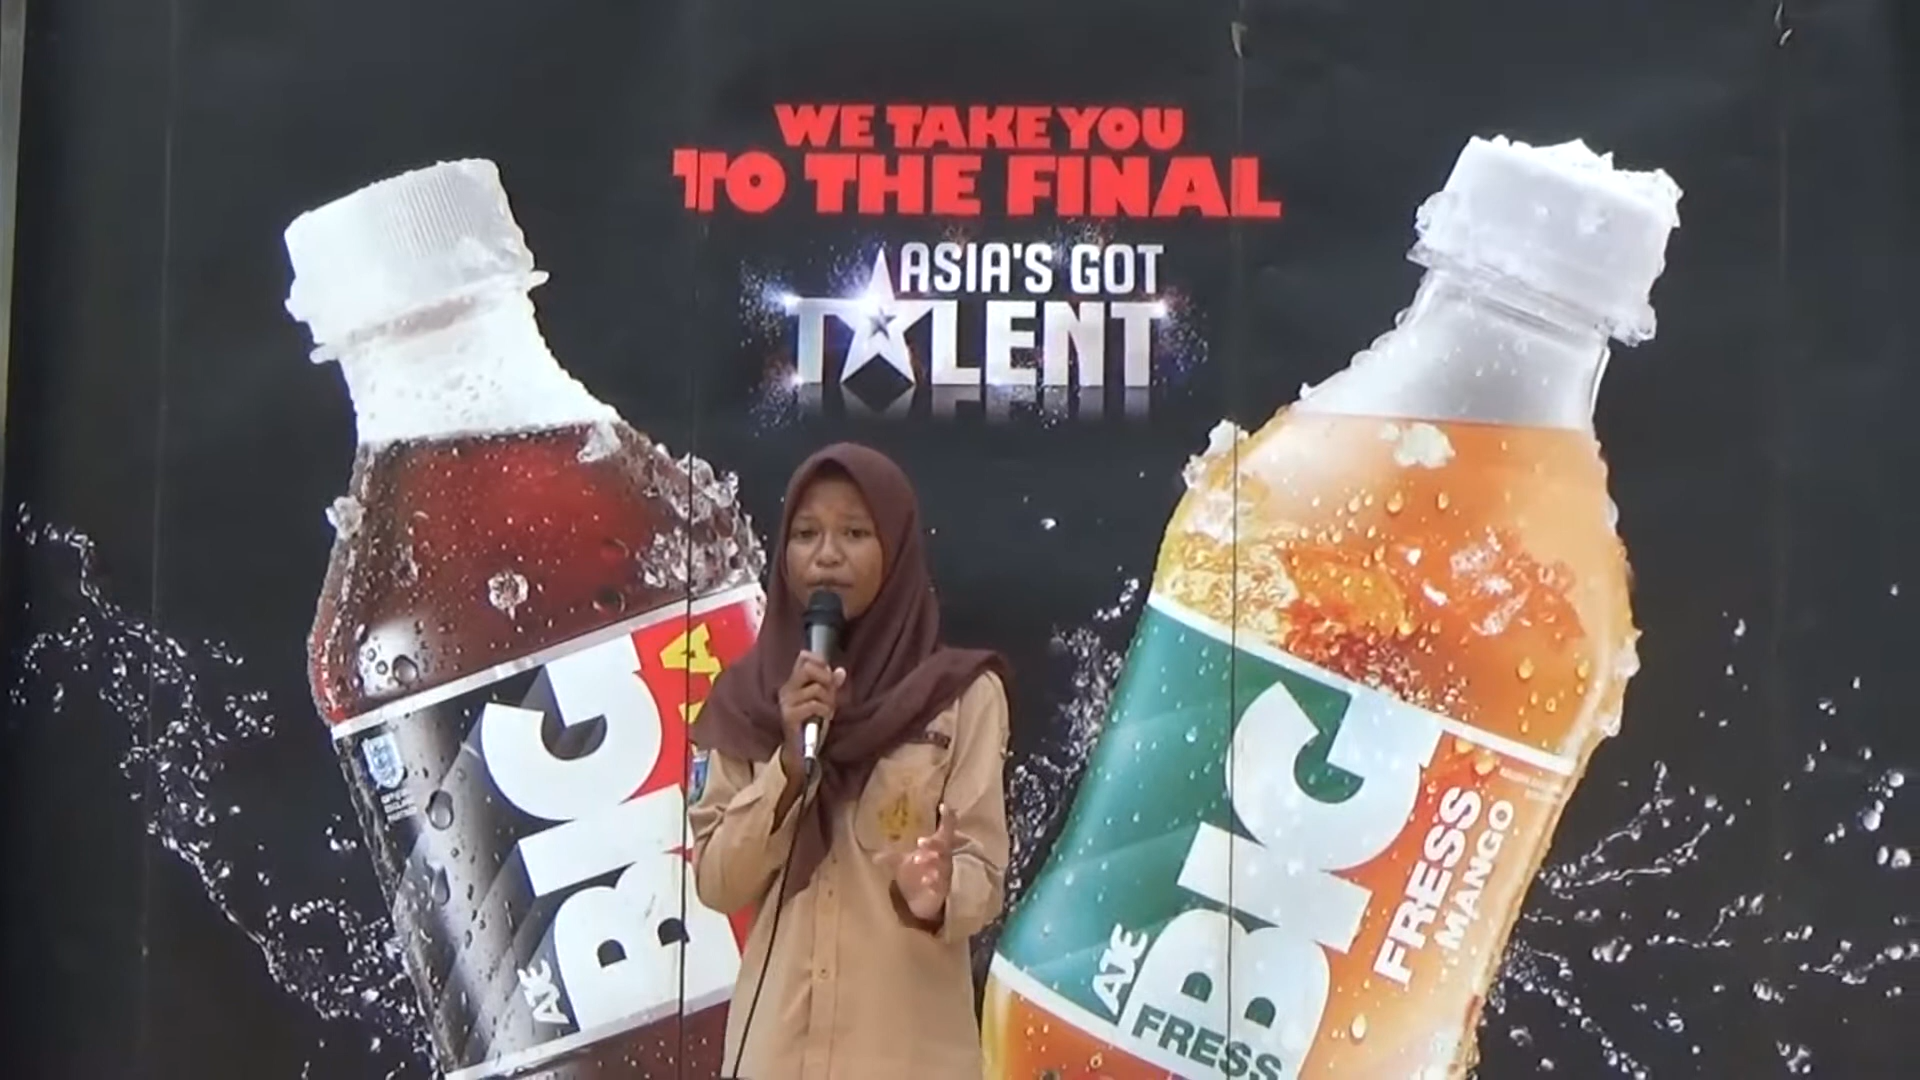 WE TAKE YOU
TO THE FINAL
ASIA'S GOT
TALENT
AJE
BIG
AJE
BIG
FRESS
FRESS
MANGO